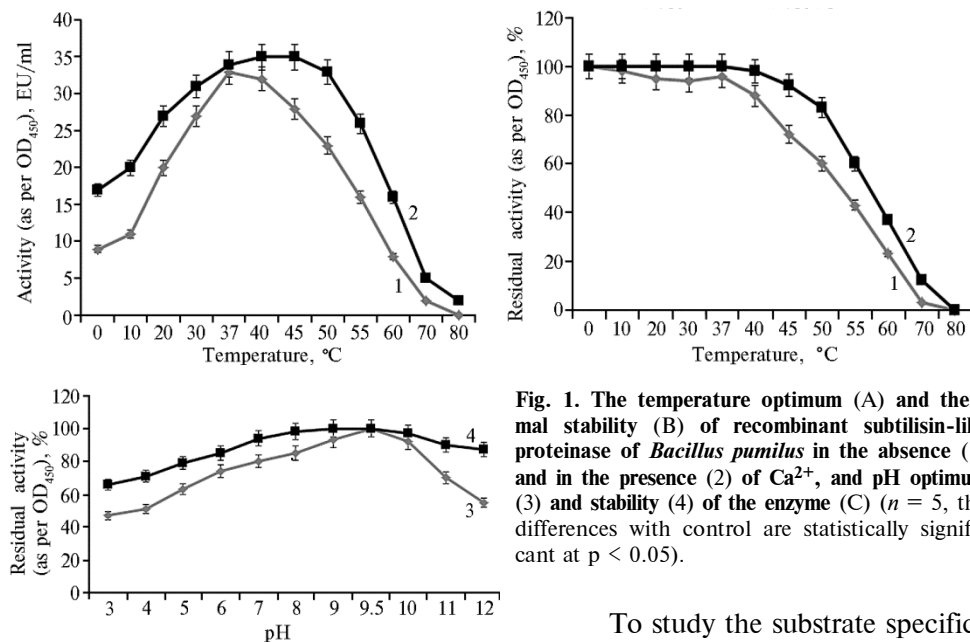 Activity (as per OD450), EU/ml
40
35
30
25
20
15
10
5
0
2
1
0 10 20 30 37 40 45 50 55 60 70 80
Temperature, °C
Residual activity (as per OD450), %
120
100
80
60
40
20
0
2
1
0 10 20 30 37 40 45 50 55 60 70 80
Temperature, °C
Residual activity
(as per OD450), %
120
100
80
60
40
20
0
4
3
3 4 5 6 7 8 9 9.5 10 11 12
pH
Fig. 1. The temperature optimum (A) and the
mal stability (B) of recombinant subtilisin-lil
proteinase of Bacillus pumilus in the absence (
and in the presence (2) of Ca2+, and pH optimu
(3) and stability (4) of the enzyme (C) (n = 5, th
differences with control are statistically signif
cant at p < 0.05).
To study the substrate specific